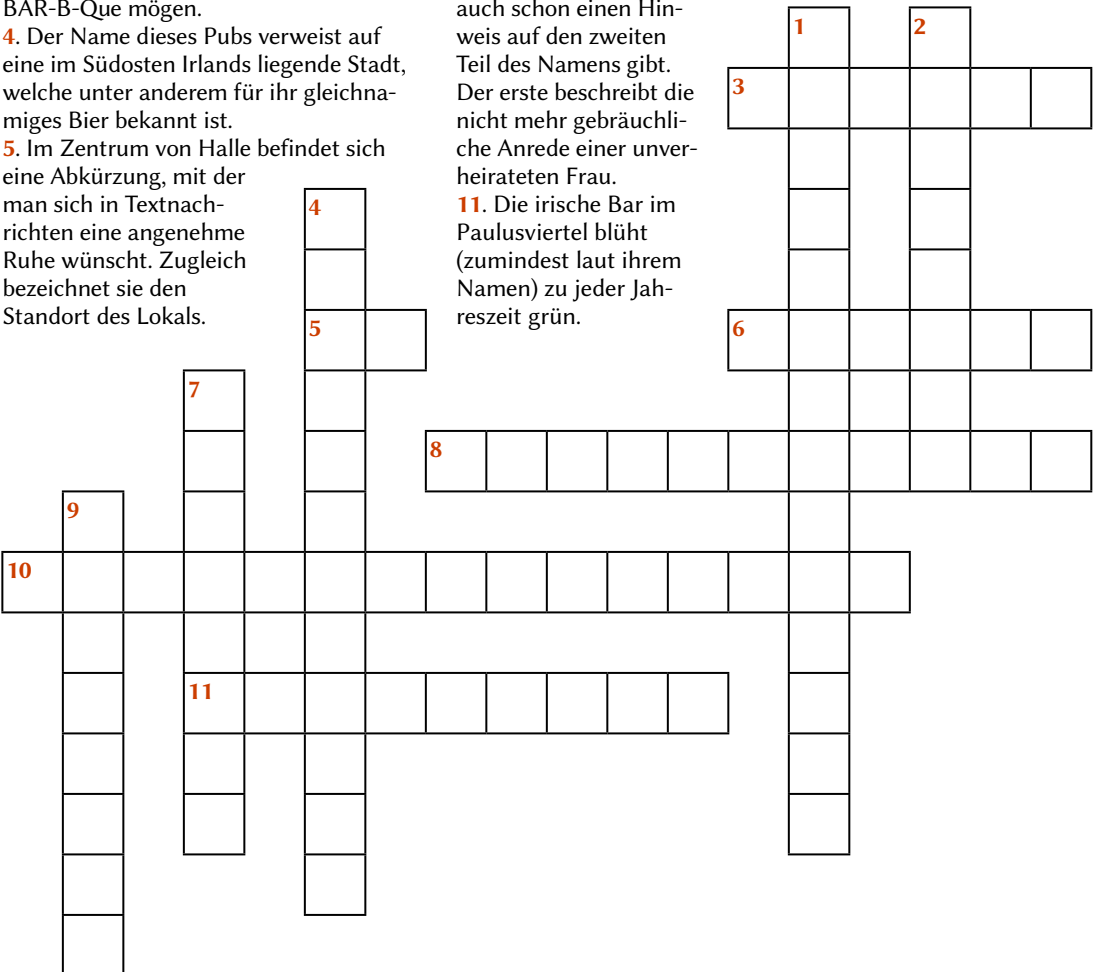 BAR-B-Que mögen.
4. Der Name dieses Pubs verweist auf
eine im Südosten Irlands liegende Stadt,
welche unter anderem für ihr gleichna-
miges Bier bekannt ist.
5. Im Zentrum von Halle befindet sich
eine Abkürzung, mit der
man sich in Textnach-
richten eine angenehme
Ruhe wünscht. Zugleich
bezeichnet sie den
Standort des Lokals.
auch schon einen Hin-
weis auf den zweiten
Teil des Namens gibt.
Der erste beschreibt die
nicht mehr gebräuchli-
che Anrede einer unver-
heirateten Frau.
11. Die irische Bar im
Paulusviertel blüht
(zumindest laut ihrem
Namen) zu jeder Jah-
reszeit grün.
1
2
3
4
5
6
7
8
9
10
11